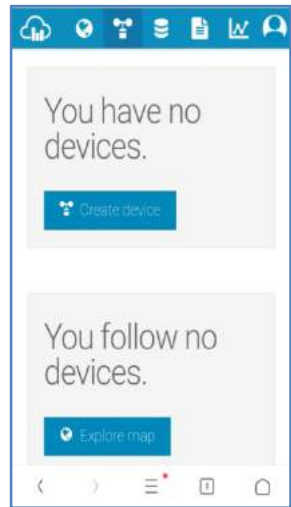 You have no
devices.
Create device
You follow no
devices.
Explore map